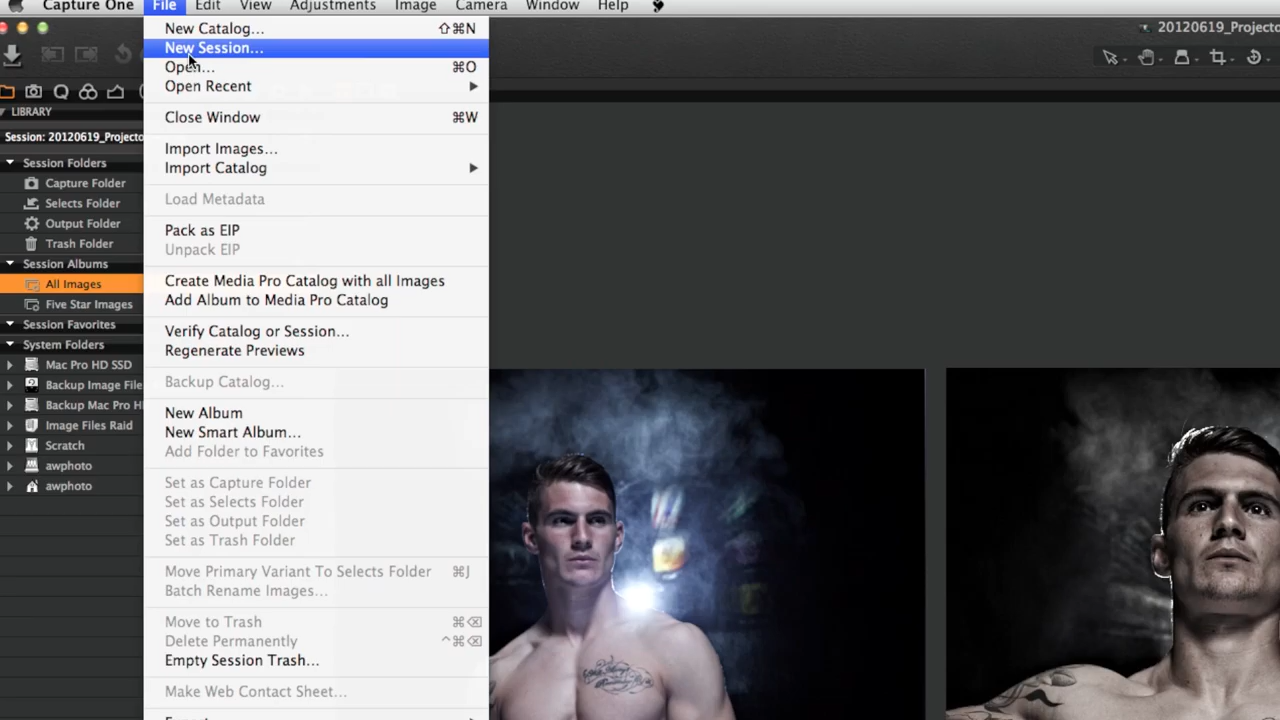 Capture One File Edit View Adjustments Image Camera Window Help
20120619_Projecto
New Catalog... ⇧⌘N
New Session...
Open... ⌘O
Open Recent
Close Window ⌘W
Import Images...
Import Catalog
Load Metadata
Pack as EIP
Unpack EIP
Create Media Pro Catalog with all Images
Add Album to Media Pro Catalog
Verify Catalog or Session...
Regenerate Previews
Backup Catalog...
New Album
New Smart Album...
Add Folder to Favorites
Set as Capture Folder
Set as Selects Folder
Set as Output Folder
Set as Trash Folder
Move Primary Variant To Selects Folder ⌘J
Batch Rename Images...
Move to Trash ⌘⌫
Delete Permanently ^⌘⌫
Empty Session Trash...
Make Web Contact Sheet...
LIBRARY
Session: 20120619_Projecto
Session Folders
Capture Folder
Selects Folder
Output Folder
Trash Folder
Session Albums
All Images
Five Star Images
Session Favorites
System Folders
Mac Pro HD SSD
Backup Image File
Backup Mac Pro H
Image Files Raid
Scratch
awphoto
awphoto